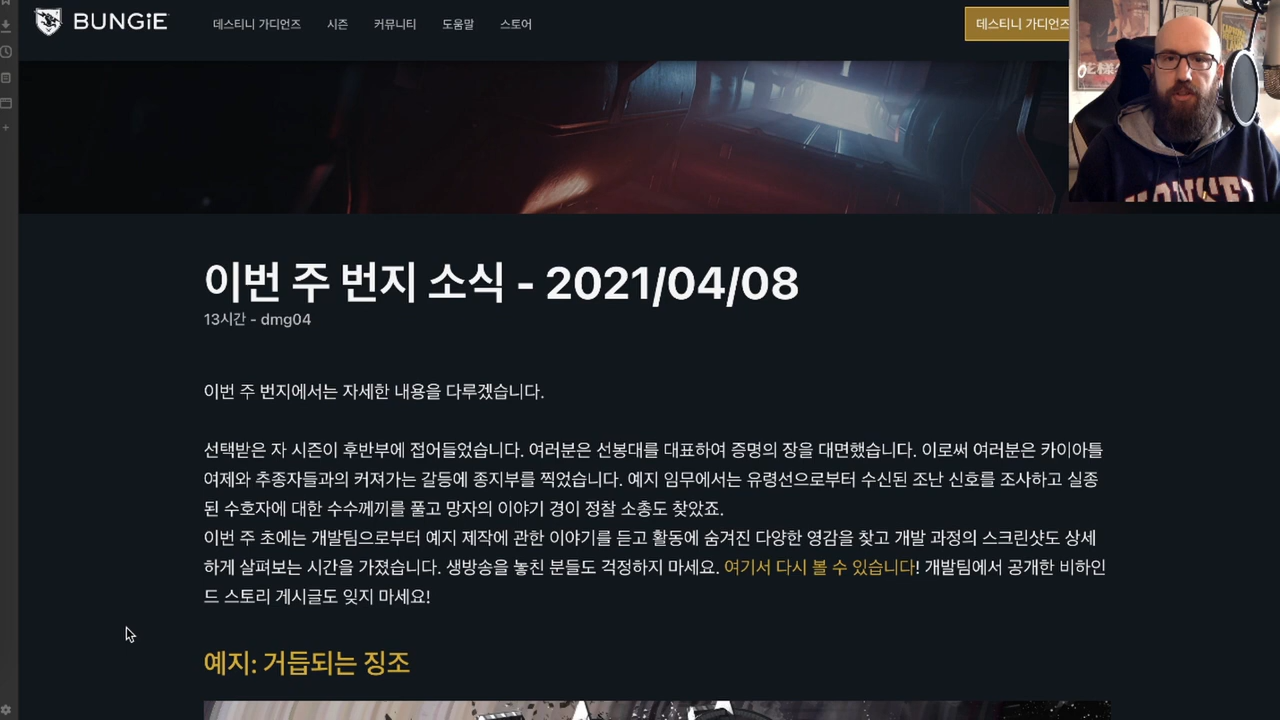 BUNGiE
데스티니 가디언즈 시즌 커뮤니티 도움말 스토어
데스티니 가디언즈
이번 주 번지 소식 - 2021/04/08
13시간 - dmg04
이번 주 번지에서는 자세한 내용을 다루겠습니다.
선택받은 자 시즌이 후반부에 접어들었습니다. 여러분은 선봉대를 대표하여 증명의 장을 대면했습니다. 이로써 여러분은 카이아틀
여제와 추종자들과의 커져가는 갈등에 종지부를 찍었습니다. 예지 임무에서는 유령선으로부터 수신된 조난 신호를 조사하고 실종
된 수호자에 대한 수수께끼를 풀고 망자의 이야기 경이 정찰 소총도 찾았죠.
이번 주 초에는 개발팀으로부터 예지 제작에 관한 이야기를 듣고 활동에 숨겨진 다양한 영감을 찾고 개발 과정의 스크린샷도 상세
하게 살펴보는 시간을 가졌습니다. 생방송을 놓친 분들도 걱정하지 마세요. 여기서 다시 볼 수 있습니다! 개발팀에서 공개한 비하인
드 스토리 게시글도 잊지 마세요!
예지: 거듭되는 징조